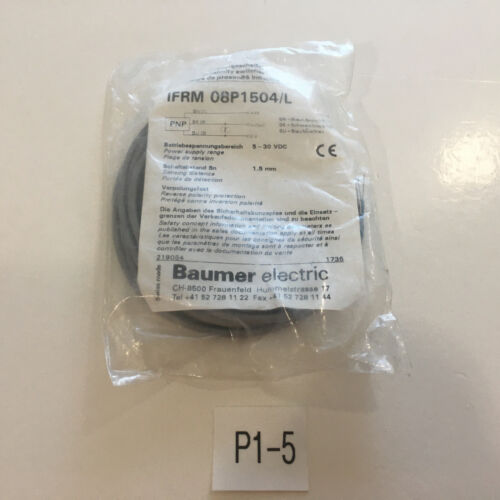 IFRM 08P1504/L
PNP
Betriebsspannungsbereich 5 - 30 VDC
Power supply range
Plage de tension
CE
Schaltabstand Sn 1.5 mm
Sensing distance
Portée de détection
Verpolungsfest
Reverse polarity protection
Protégé contre inversion polarité
Die Angaben des Sicherheitskonzeptes und die Einsatz-
grenzen der Verkaufsdokumentation sind zu beachten
Safety concept information and product parameters as
published in the sales documentation apply at all times
Les caractéristiques par les consignes de sécurité ainsi
que les paramètres de montage sont à respecter et à
contrôler avec la documentation de vente
1735
Swiss made
Baumer electric
CH-8500 Frauenfeld Hummelstrasse 17
Tel +41 52 728 11 22 Fax +41 52 728 11 44
P1-5